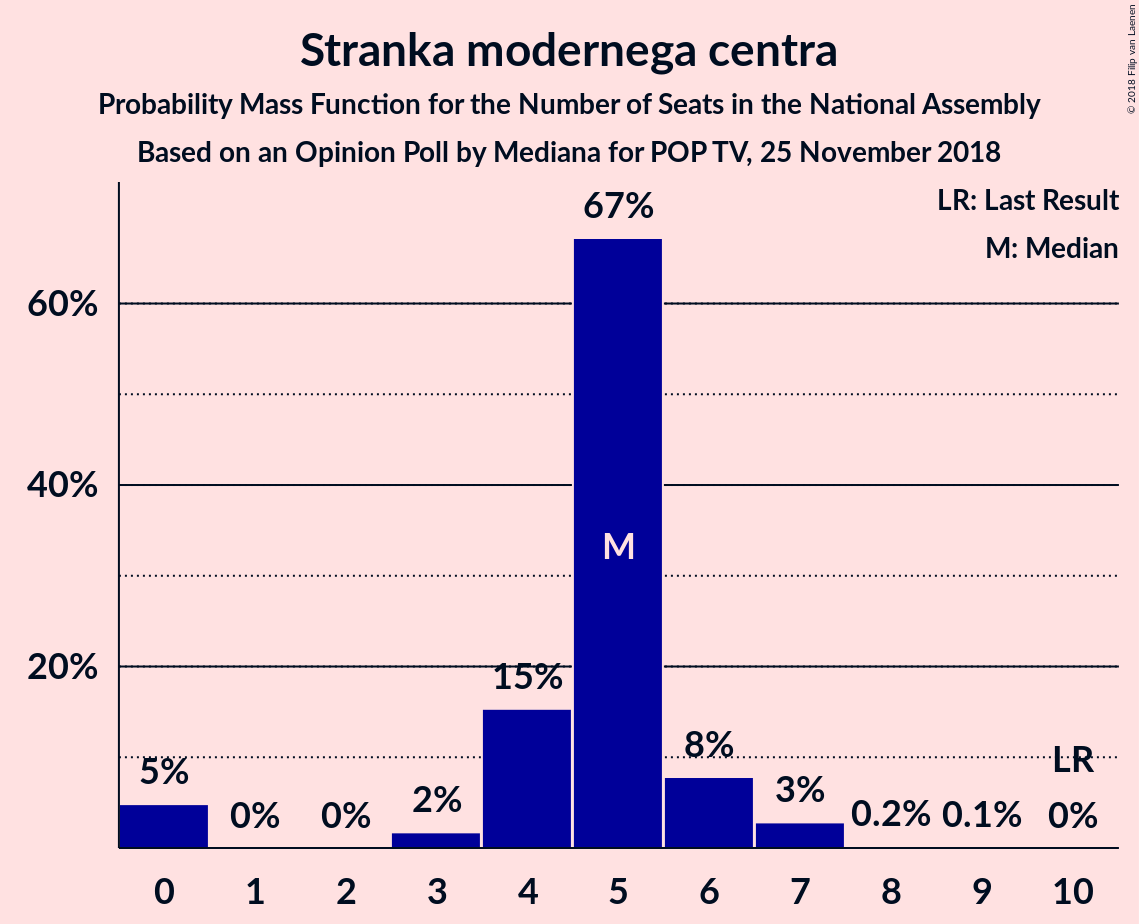 Stranka modernega centra
Probability Mass Function for the Number of Seats in the National Assembly
Based on an Opinion Poll by Mediana for POP TV, 25 November 2018
© 2018 Filip van Laenen
LR: Last Result
M: Median
67%
60%
40%
20%
M
15%
5%
0%
0%
2%
8%
3%
0.2%
0.1%
LR
0%
0 1 2 3 4 5 6 7 8 9 10